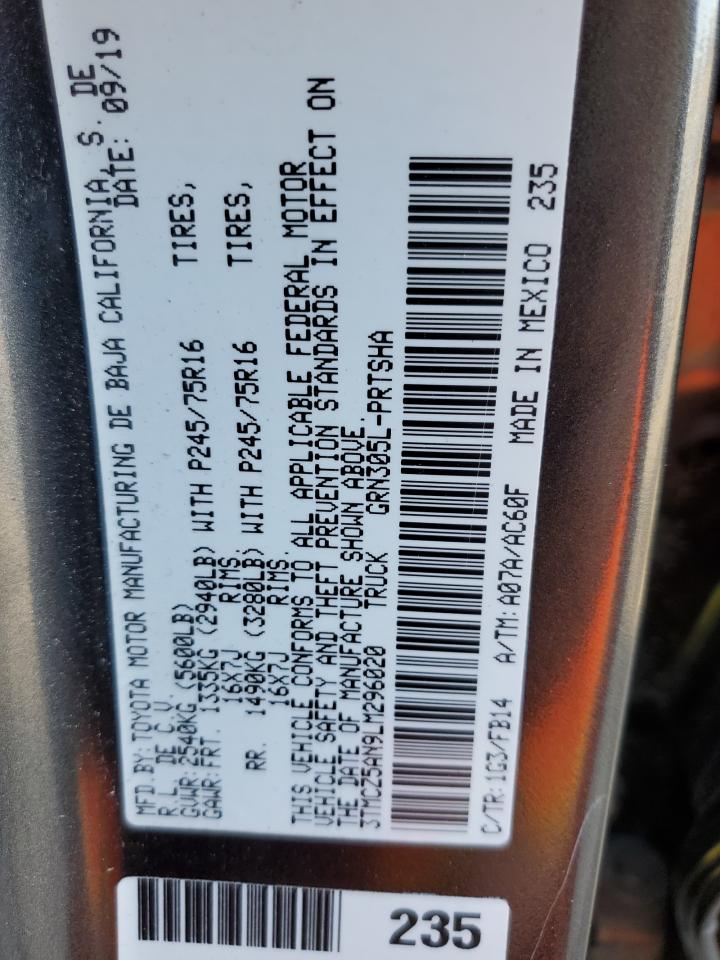 MFD BY: TOYOTA MOTOR MANUFACTURING DE BAJA CALIFORNIA, S. DE
R.L. DE C.V. DATE: 09/19
GVWR: 2540KG (5600LB)
GAWR: FRT. 1335KG (2940LB) WITH P245/75R16 TIRES,
16X7J RIMS,
RR. 1490KG (3280LB) WITH P245/75R16 TIRES,
16X7J RIMS.
THIS VEHICLE CONFORMS TO ALL APPLICABLE FEDERAL MOTOR
VEHICLE SAFETY AND THEFT PREVENTION STANDARDS IN EFFECT ON
THE DATE OF MANUFACTURE SHOWN ABOVE.
3TMCZ5AN9LM296020 TRUCK GRN305L-PRTSHA
C/TR: 1G3/FB14 A/TM: A07A/AC60F MADE IN MEXICO 235
235